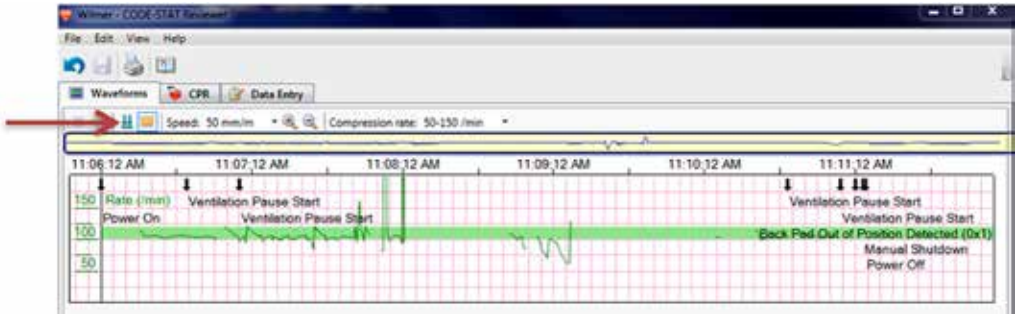 Wilmer - CODE-STAT Reviewer
File Edit View Help
Waveforms CPR Data Entry
Speed: 50 mm/m Compression rate: 50-150 /min
11:06:12 AM 11:07:12 AM 11:08:12 AM 11:09:12 AM 11:10:12 AM 11:11:12 AM
150 Rate (/min) Ventilation Pause Start Ventilation Pause Start
Power On Ventilation Pause Start Ventilation Pause Start
100 Back Pad Out of Position Detected (0x1)
Manual Shutdown
50 Power Off